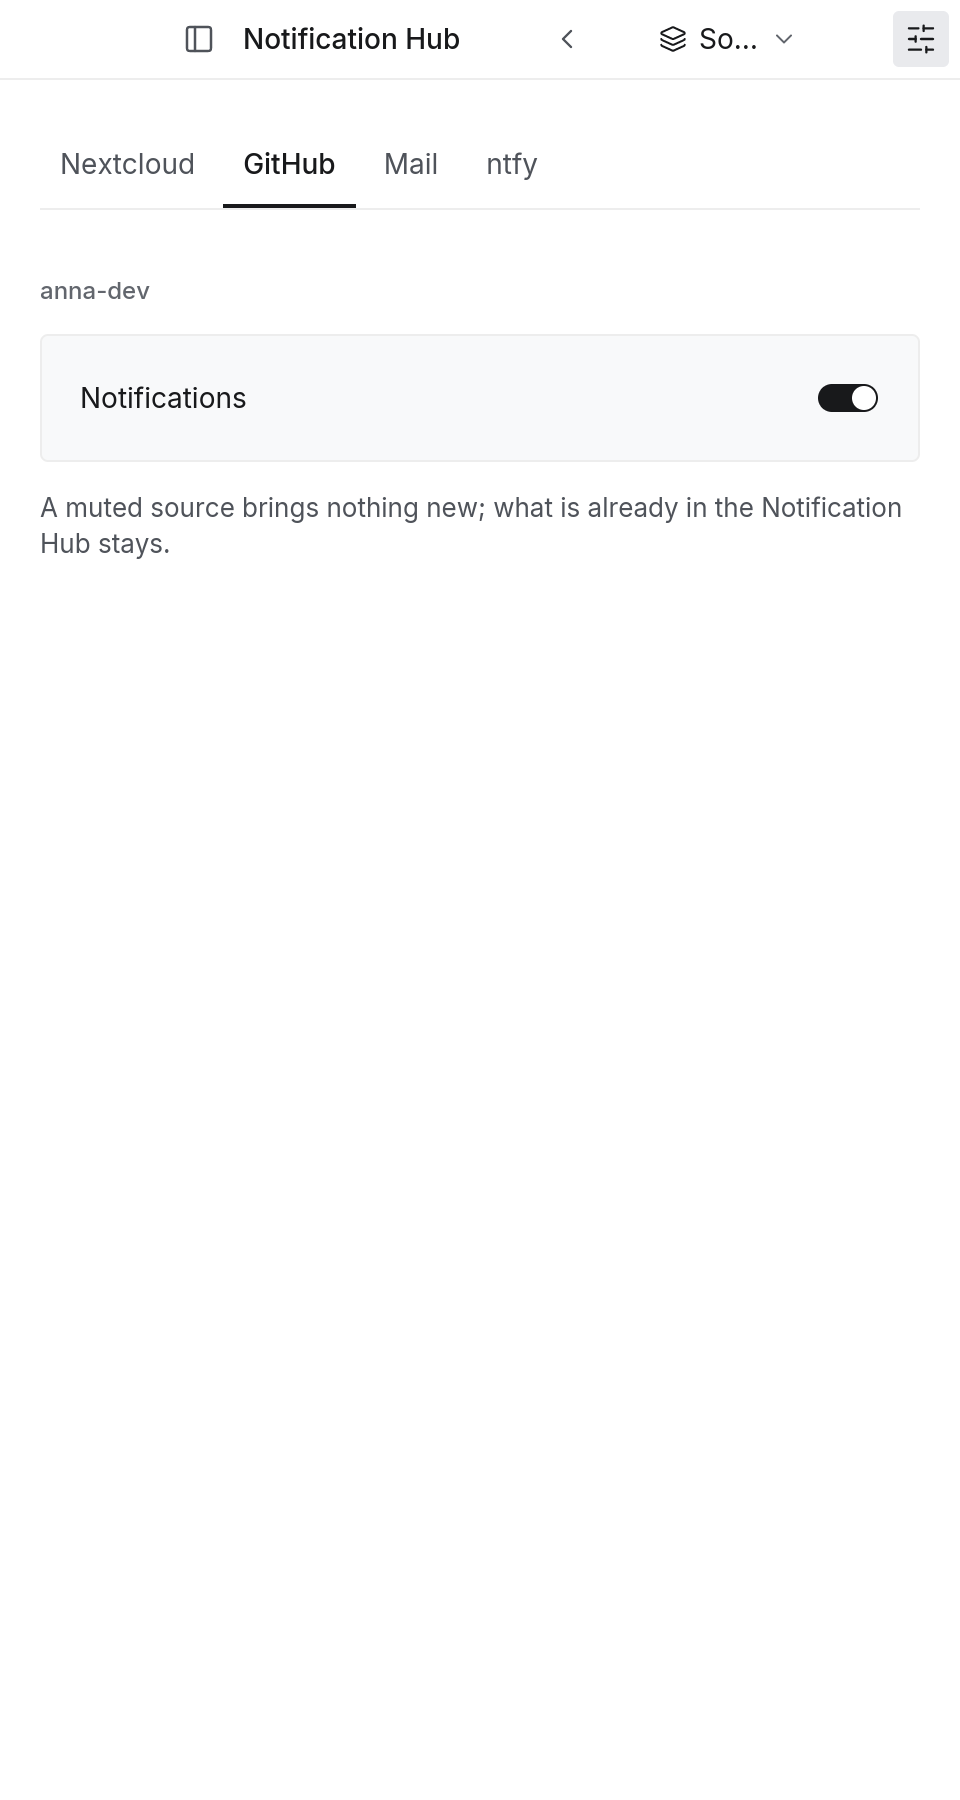 Notification Hub
So...
Nextcloud GitHub Mail ntfy
anna-dev
Notifications
A muted source brings nothing new; what is already in the Notification
Hub stays.